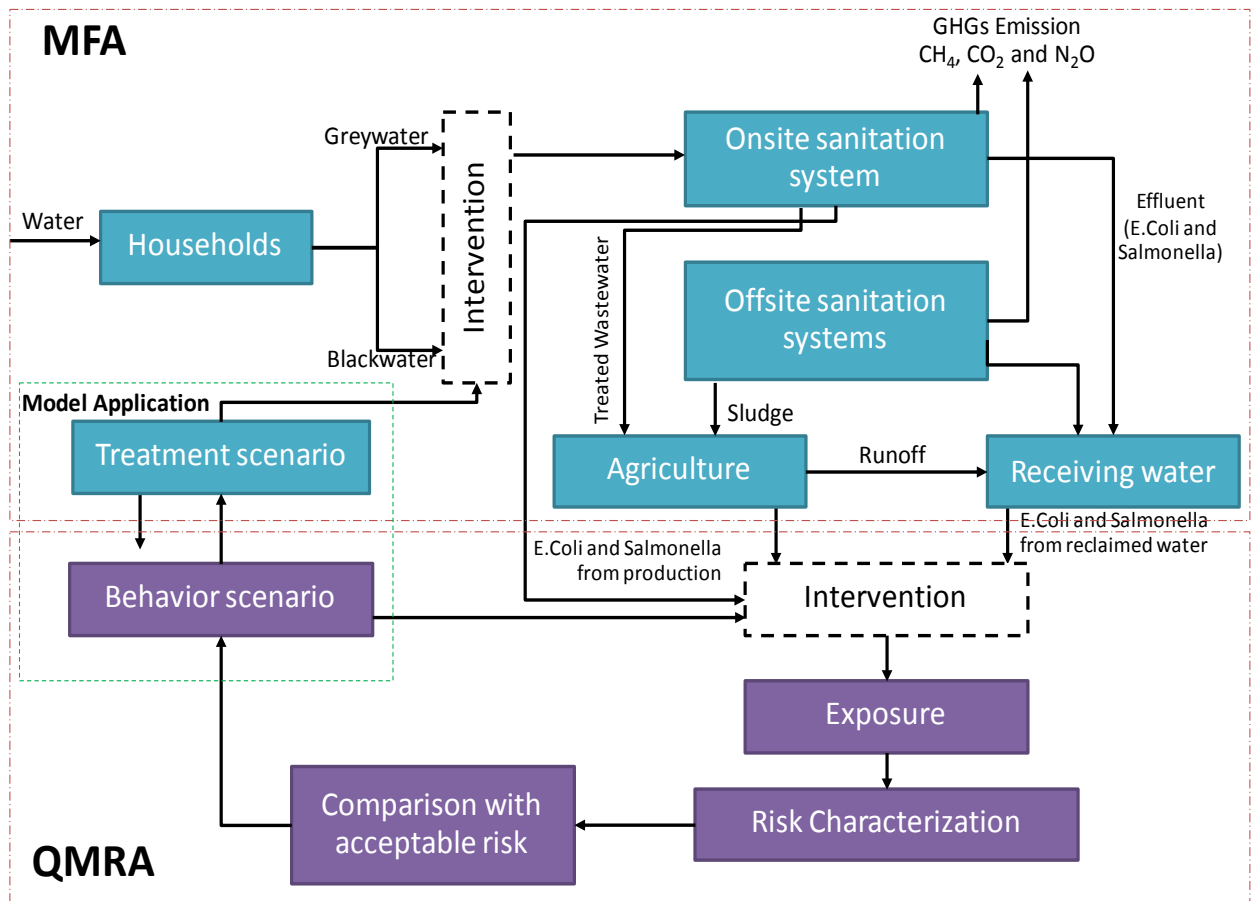 MFA
GHGs Emission
CH₄, CO₂ and N₂O
Greywater
Intervention
Onsite sanitation
system
Water
Households
Effluent
(E.Coli and
Salmonella)
Treated Wastewater
Offsite sanitation
systems
Blackwater
Model Application
Treatment scenario
Sludge
Agriculture
Runoff
Receiving water
E.Coli and Salmonella
from production
E.Coli and Salmonella
from reclaimed water
Behavior scenario
Intervention
Exposure
Comparison with
acceptable risk
Risk Characterization
QMRA